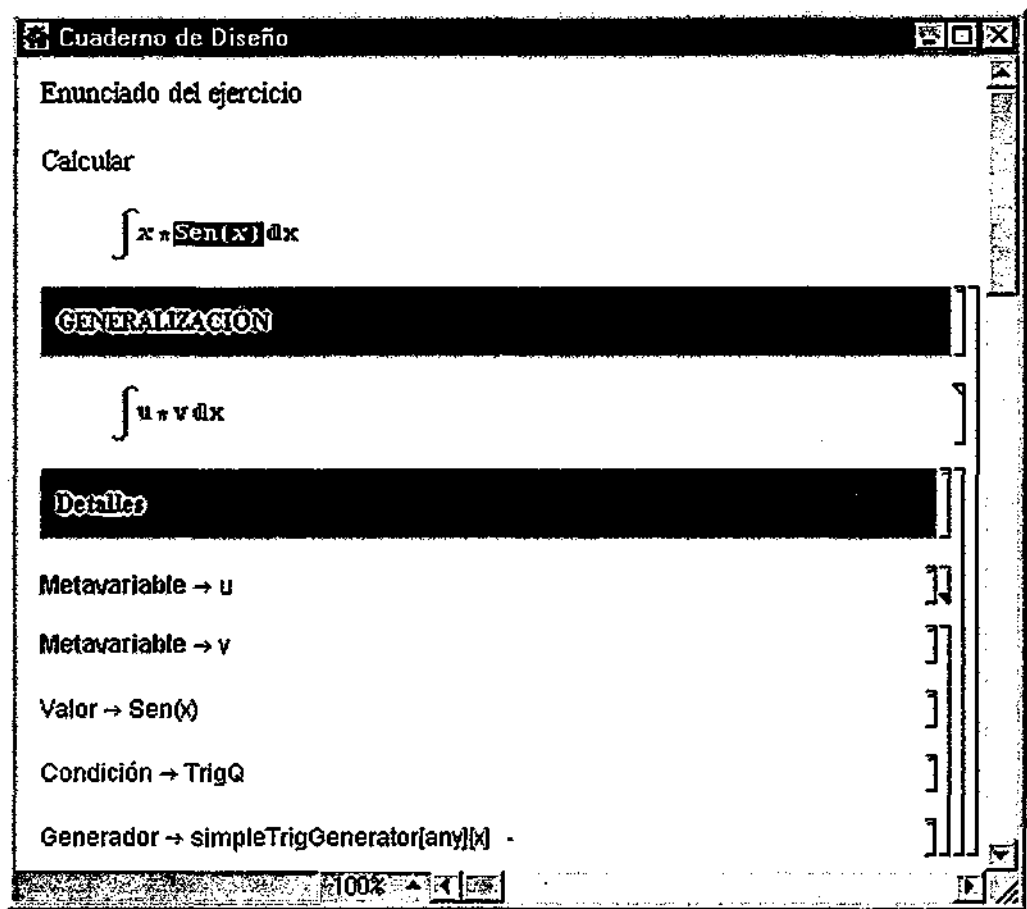 Cuaderno de Diseño
Enunciado del ejercicio
Calcular
∫ x * Sen(x) dx
GENERALIZACIÓN
∫ u * v dx
Detalles
Metavariable → u
Metavariable → v
Valor → Sen(x)
Condición → TrigQ
Generador → simpleTrigGenerator[any][x]
100%